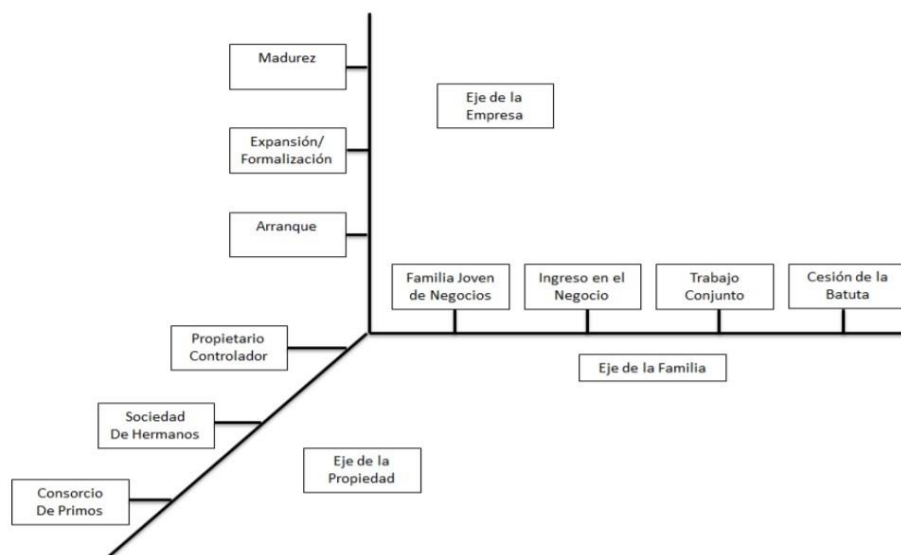 Madurez
Eje de la
Empresa
Expansión/
Formalización
Arranque
Familia Joven
de Negocios
Ingreso en el
Negocio
Trabajo
Conjunto
Cesión de la
Batuta
Propietario
Controlador
Eje de la Familia
Sociedad
De Hermanos
Eje de la
Propiedad
Consorcio
De Primos